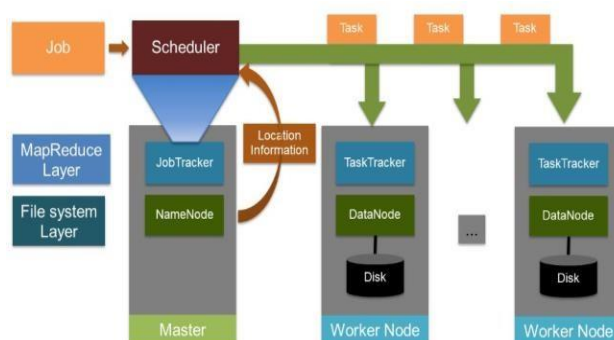 Job
Scheduler
Task
Task
Task
Location
Information
MapReduce
Layer
JobTracker
TaskTracker
TaskTracker
File system
Layer
NameNode
DataNode
...
DataNode
Disk
Disk
Master
Worker Node
Worker Node